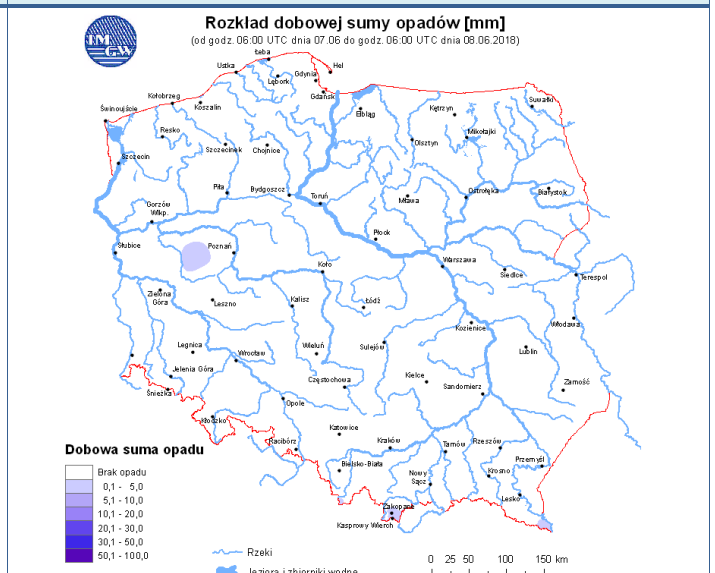 Rozkład dobowej sumy opadów [mm]
(od godz. 06:00 UTC dnia 07.06 do godz. 06:00 UTC dnia 08.06.2018)
IM
GW
Łeba
Ustka
Hel
Gdynia
Lębork
Gdańsk
Suwałki
Kołobrzeg
Koszalin
Świnoujście
Elbląg
Kętrzyn
Resko
Mikołajki
Olsztyn
Szczecinek
Chojnice
Szczecin
Piła
Bydgoszcz
Toruń
Ostrołęka
Białystok
Mława
Gorzów
Wlkp.
Płock
Słubice
Poznań
Koło
Warszawa
Siedlce
Terespol
Zielona
Góra
Leszno
Kalisz
Łódź
Kozienice
Włodawa
Legnica
Wrocław
Wieluń
Sulejów
Lublin
Jelenia Góra
Śnieżka
Częstochowa
Kielce
Sandomierz
Zamość
Opole
Kłodzko
Katowice
Racibórz
Kraków
Tarnów
Rzeszów
Przemyśl
Bielsko-Biała
Nowy
Sącz
Krosno
Lesko
Zakopane
Kasprowy Wierch
Dobowa suma opadu
Brak opadu
0,1 - 5,0
5,1 - 10,0
10,1 - 20,0
20,1 - 30,0
30,1 - 50,0
50,1 - 100,0
Rzeki
Jeziora i zbiorniki wodne
0 25 50 100 150 km